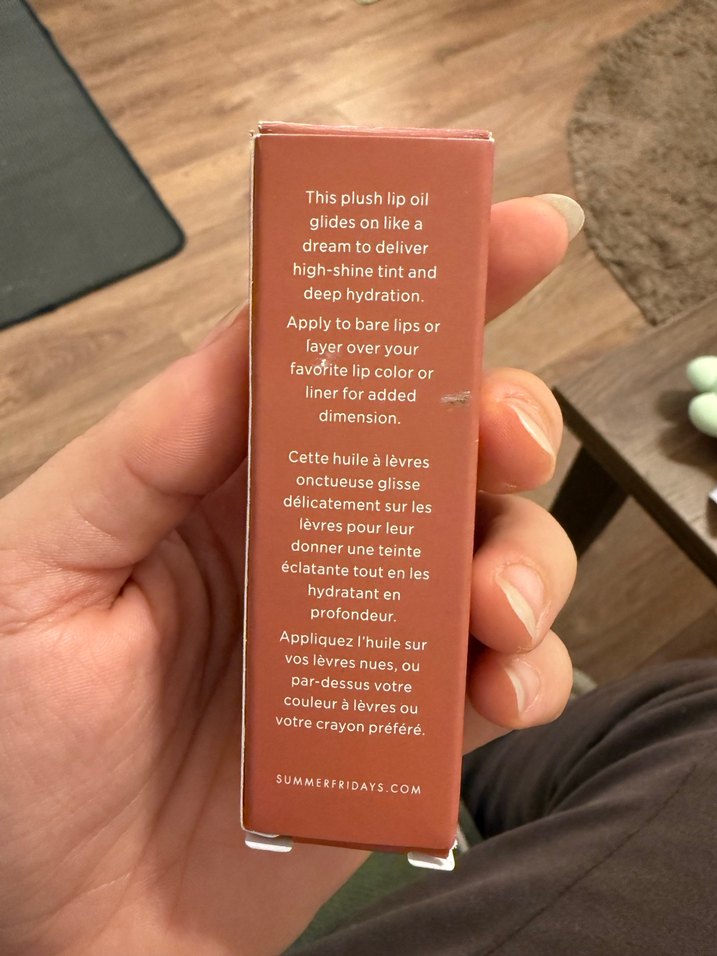 This plush lip oil
glides on like a
dream to deliver
high-shine tint and
deep hydration.
Apply to bare lips or
layer over your
favorite lip color or
liner for added
dimension.
Cette huile à lèvres
onctueuse glisse
délicatement sur les
lèvres pour leur
donner une teinte
éclatante tout en les
hydratant en
profondeur.
Appliquez l'huile sur
vos lèvres nues, ou
par-dessus votre
couleur à lèvres ou
votre crayon préféré.
SUMMERFRIDAYS.COM